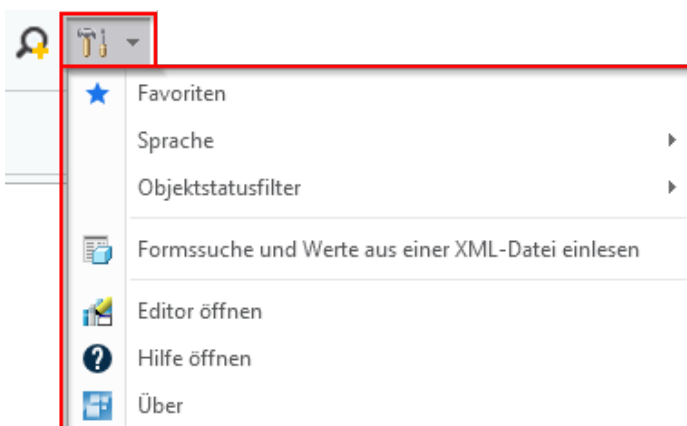 Favoriten
Sprache
Objektstatusfilter
Formssuche und Werte aus einer XML-Datei einlesen
Editor öffnen
Hilfe öffnen
Über